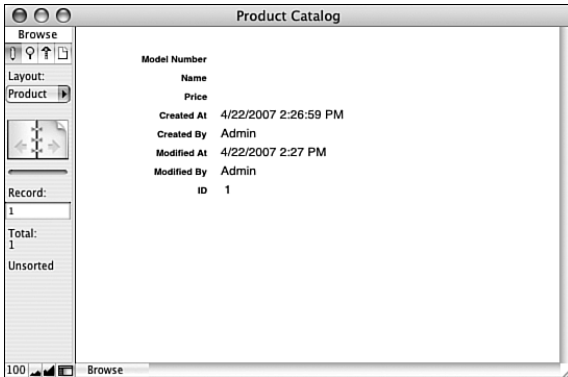 Product Catalog
Browse
Layout:
Product
Record:
1
Total:
1
Unsorted
Model Number
Name
Price
Created At 4/22/2007 2:26:59 PM
Created By Admin
Modified At 4/22/2007 2:27 PM
Modified By Admin
ID 1
100
Browse